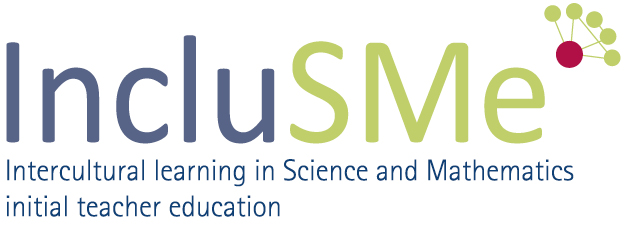 IncluSMe
Intercultural learning in Science and Mathematics
initial teacher education